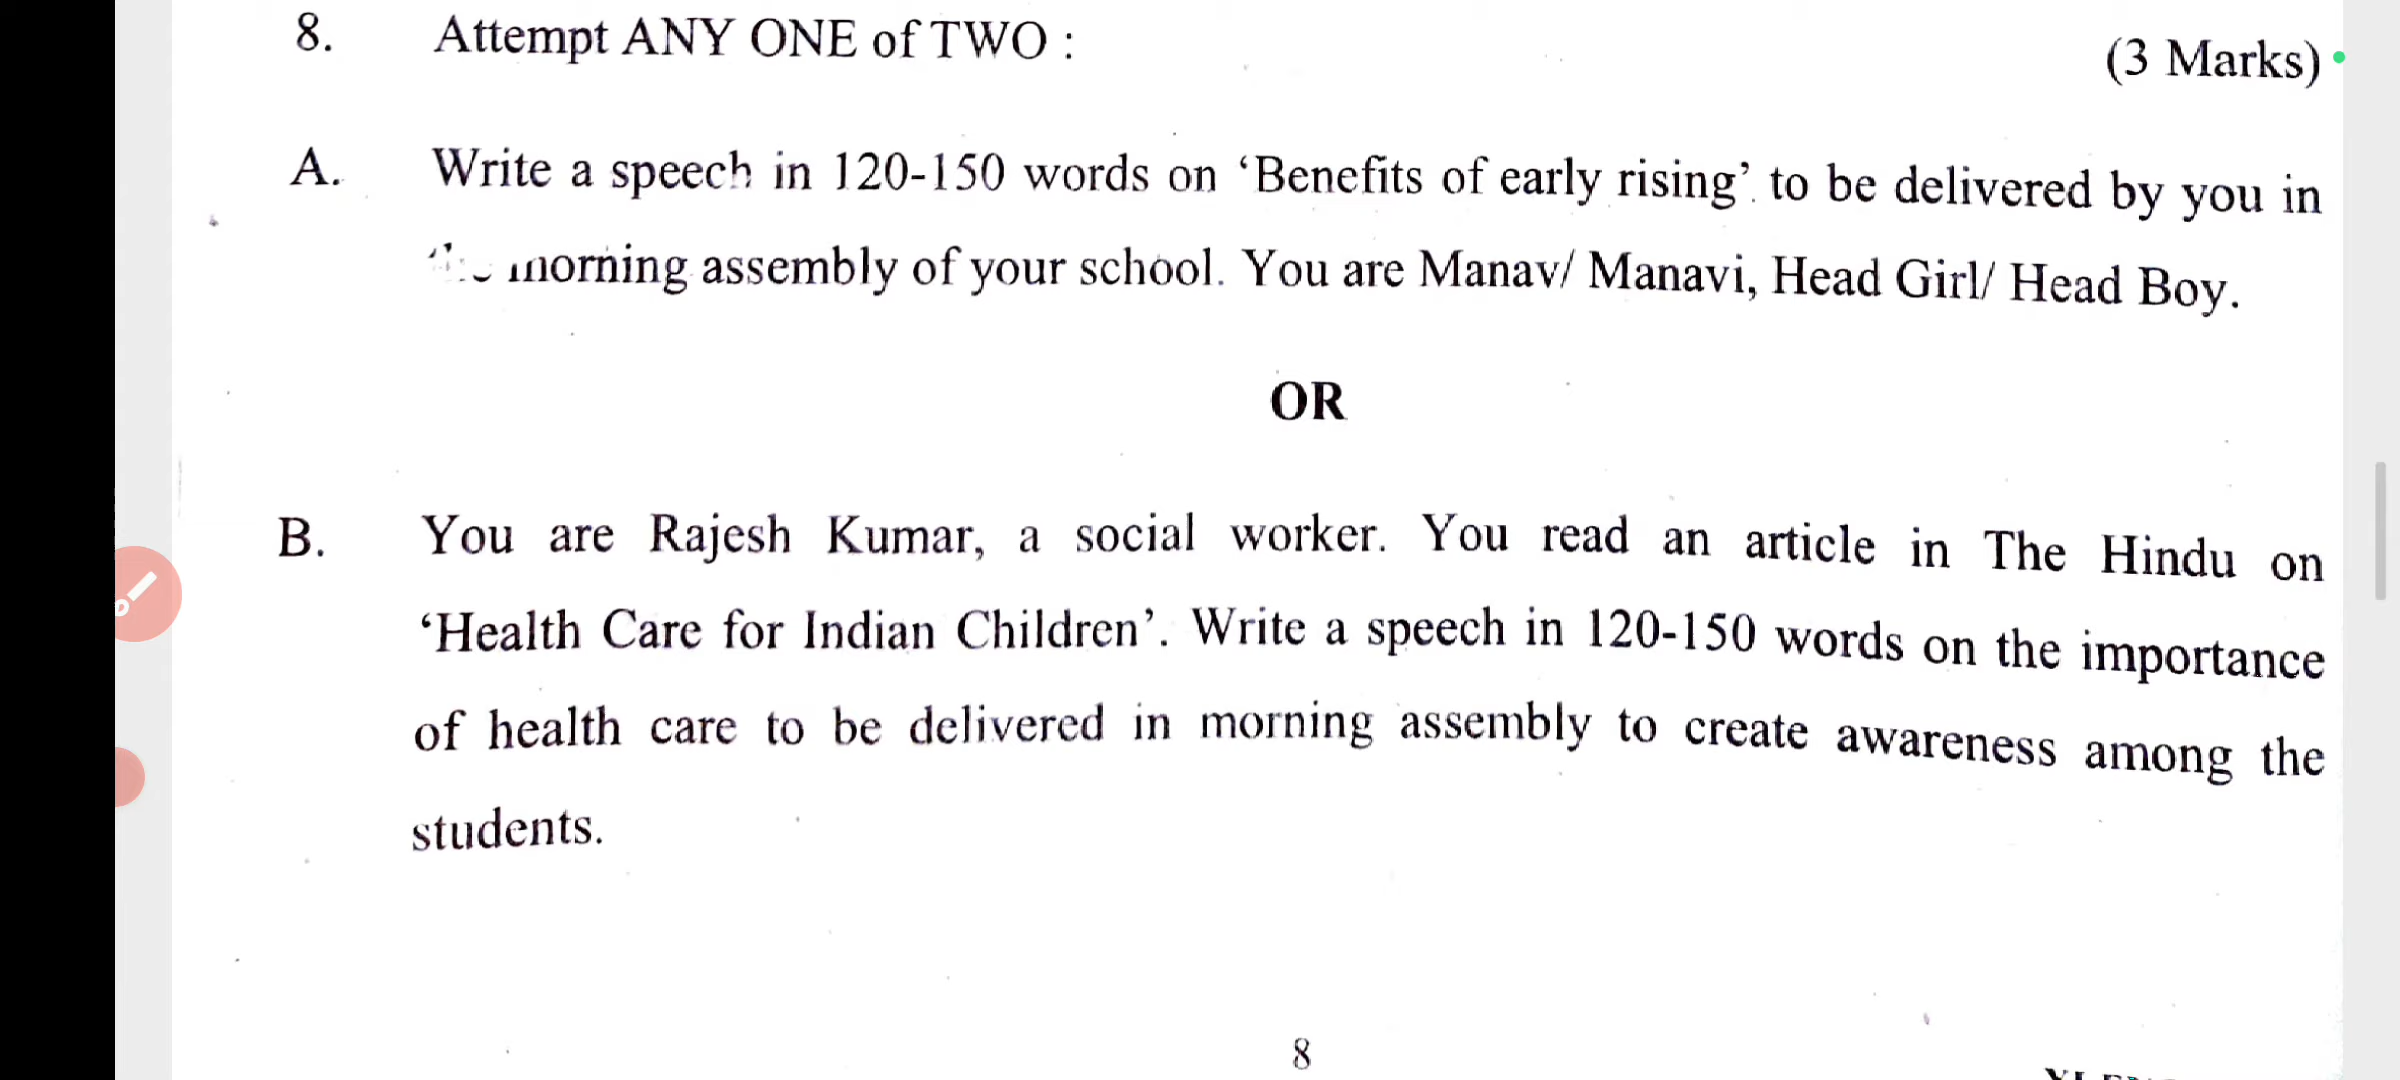 8. Attempt ANY ONE of TWO :
(3 Marks)
A. Write a speech in 120-150 words on ‘Benefits of early rising’ to be delivered by you in
morning assembly of your school. You are Manav/ Manavi, Head Girl/ Head Boy.
OR
B. You are Rajesh Kumar, a social worker. You read an article in The Hindu on
‘Health Care for Indian Children’. Write a speech in 120-150 words on the importance
of health care to be delivered in morning assembly to create awareness among the
students.
8